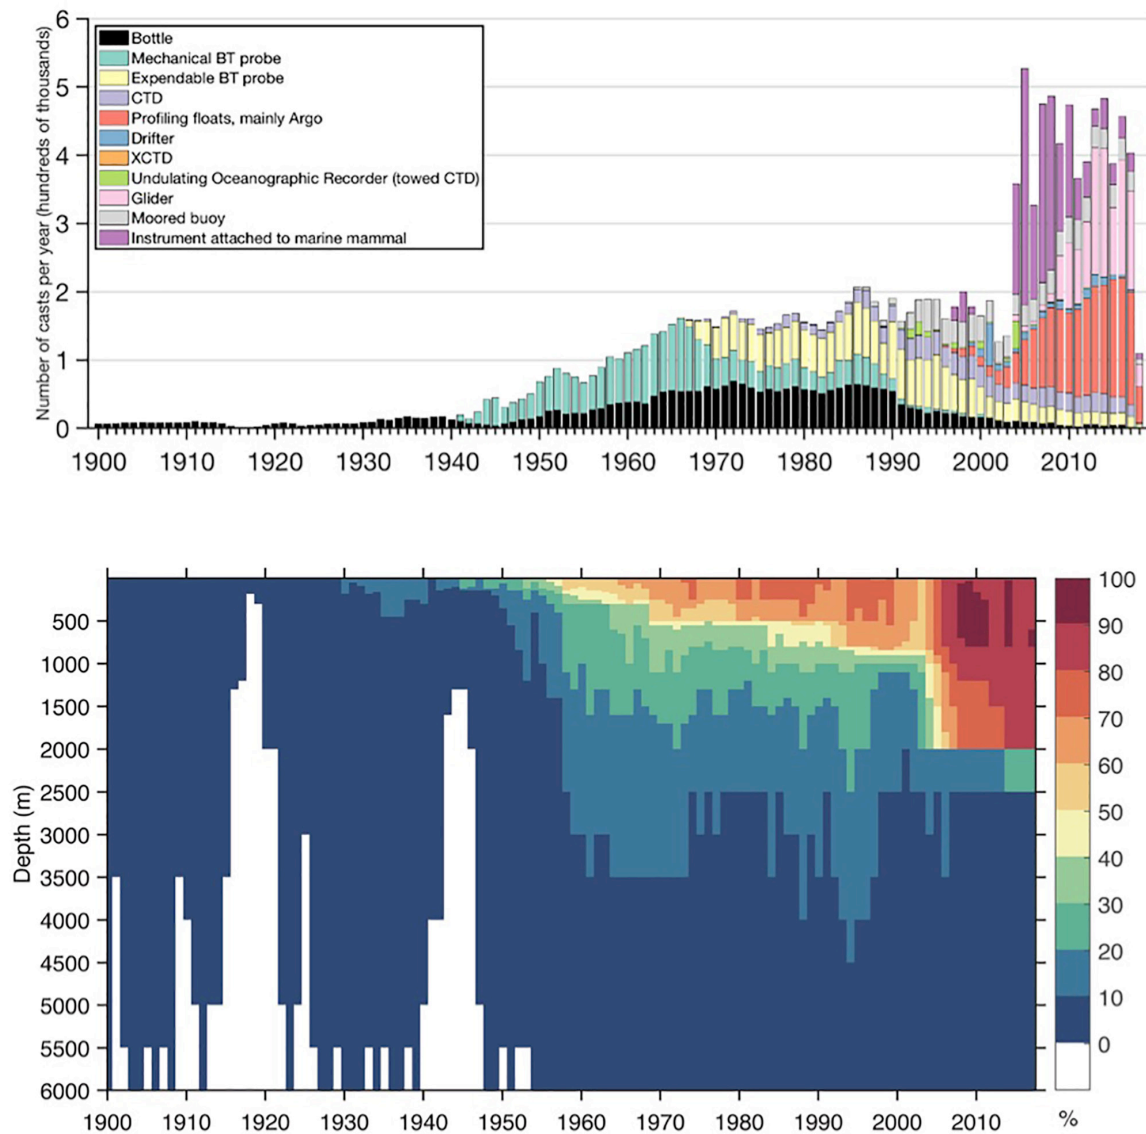 Number of casts per year (hundreds of thousands)
6
5
4
3
2
1
0
Bottle
Mechanical BT probe
Expendable BT probe
CTD
Profiling floats, mainly Argo
Drifter
XCTD
Undulating Oceanographic Recorder (towed CTD)
Glider
Moored buoy
Instrument attached to marine mammal
1900 1910 1920 1930 1940 1950 1960 1970 1980 1990 2000 2010
Depth (m)
500
1000
1500
2000
2500
3000
3500
4000
4500
5000
5500
6000
1900 1910 1920 1930 1940 1950 1960 1970 1980 1990 2000 2010
100
90
80
70
60
50
40
30
20
10
0
%